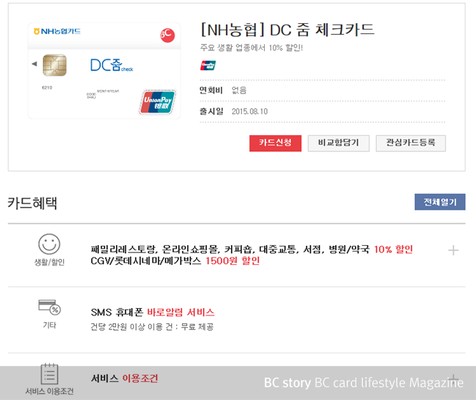 [NH농협] DC 줌 체크카드
주요 생활 업종에서 10% 할인!
NH농협카드
BC
DC줌check
6210
UnionPay
银联
연회비 없음
출시일 2015.08.10
카드신청 비교함담기 관심카드등록
카드혜택
전체열기
생활/할인
패밀리레스토랑, 온라인쇼핑몰, 커피숍, 대중교통, 서점, 병원/약국 10% 할인
CGV/롯데시네마/메가박스 1500원 할인
기타
SMS 휴대폰 바로알림 서비스
건당 2만원 이상 이용 건 : 무료 제공
서비스 이용조건
서비스 이용조건
BC story BC card lifestyle Magazine